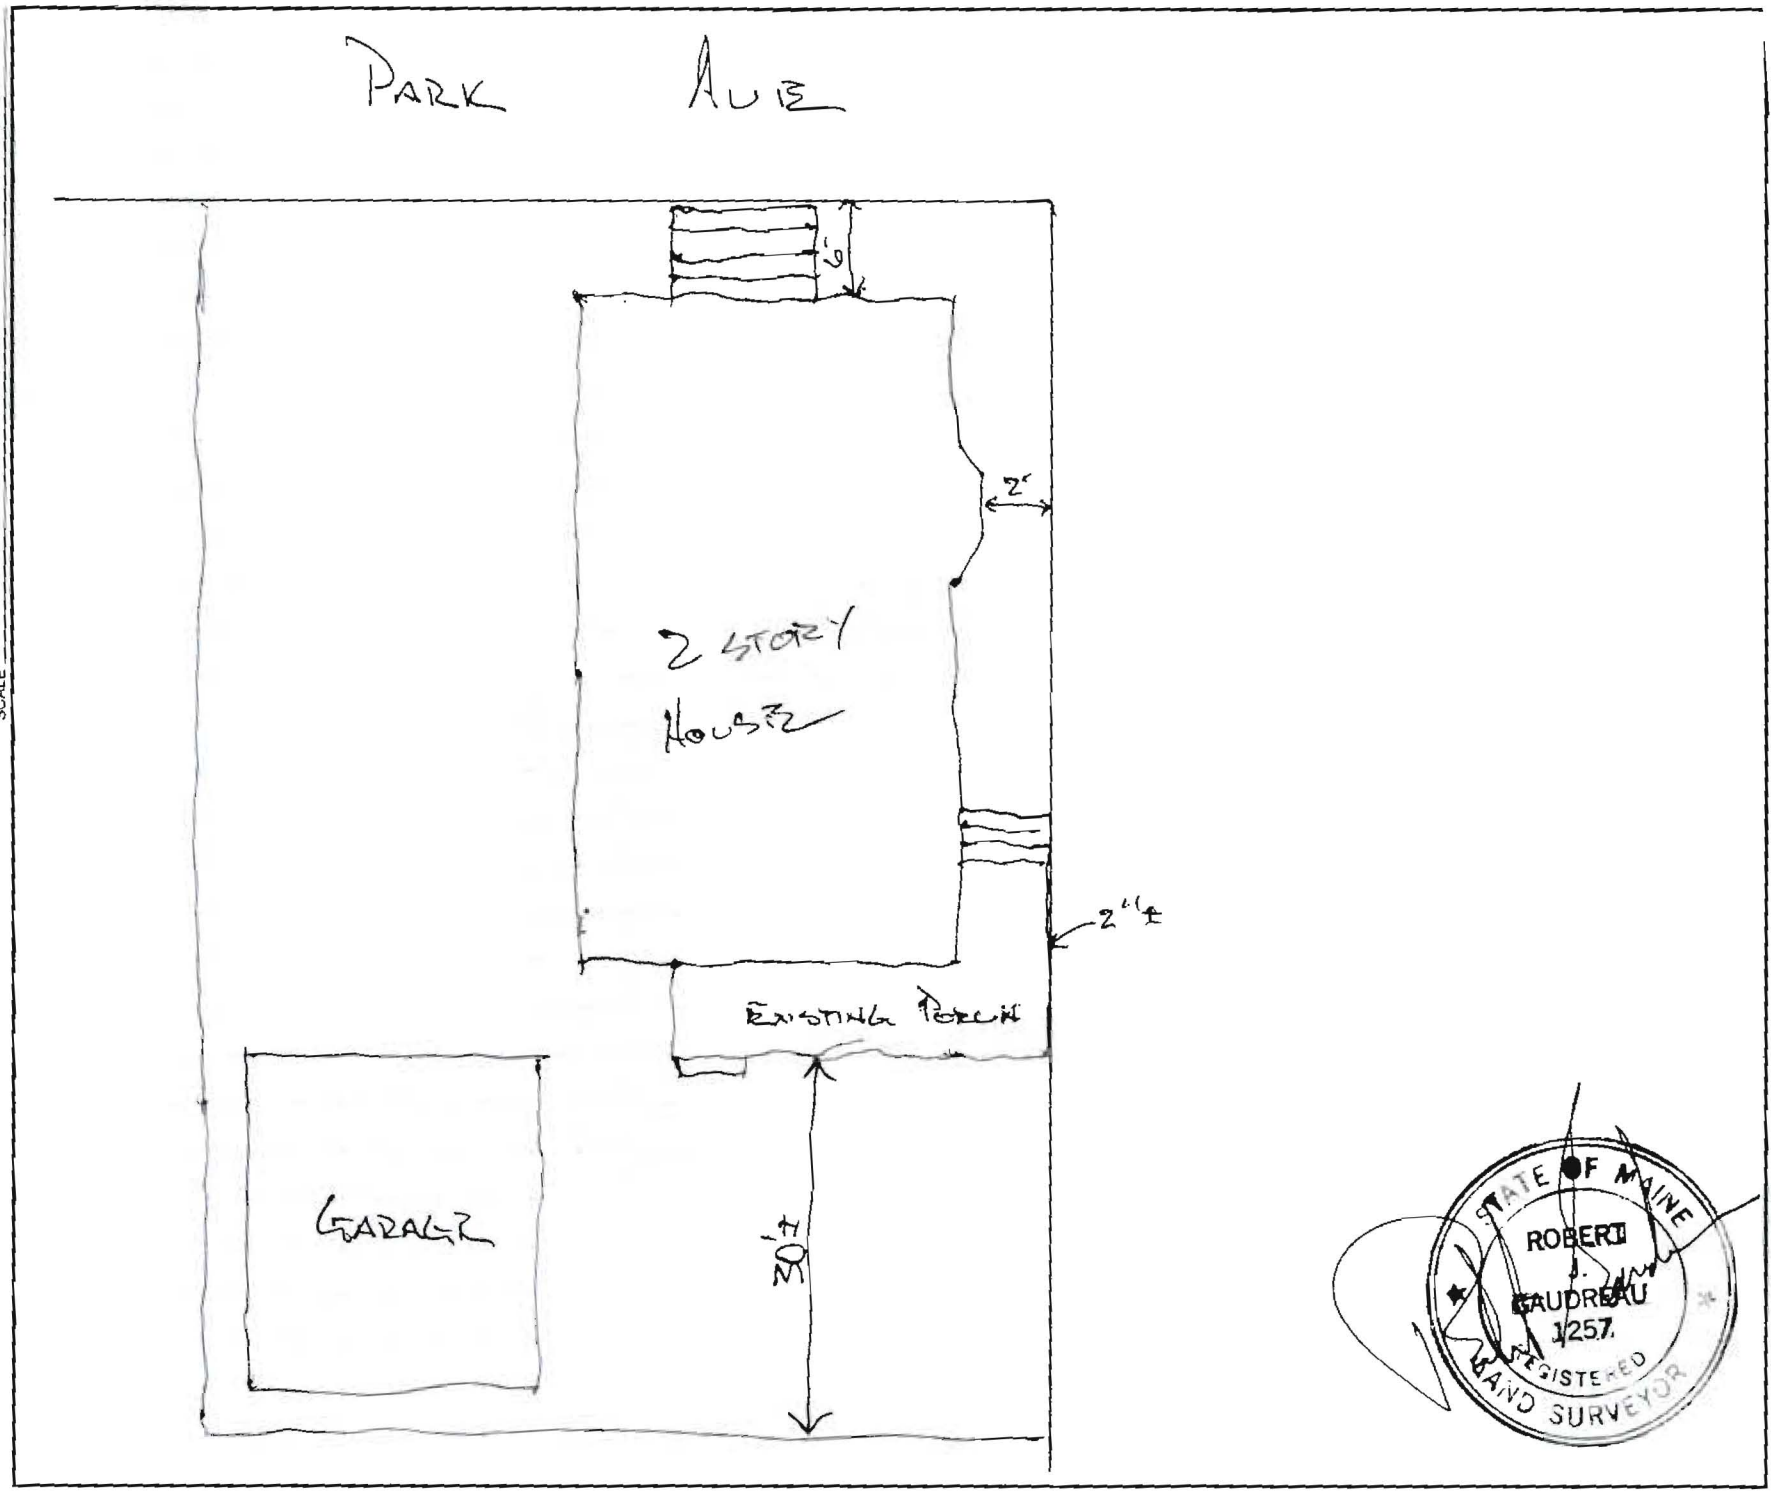 PARK AVE
6'
2'
2 STORY
HOUSE
2"±
EXISTING PORCH
GARAGE
30'±
SCALE
STATE OF MAINE
ROBERT
J.
GAUDREAU
1257
REGISTERED
LAND SURVEYOR